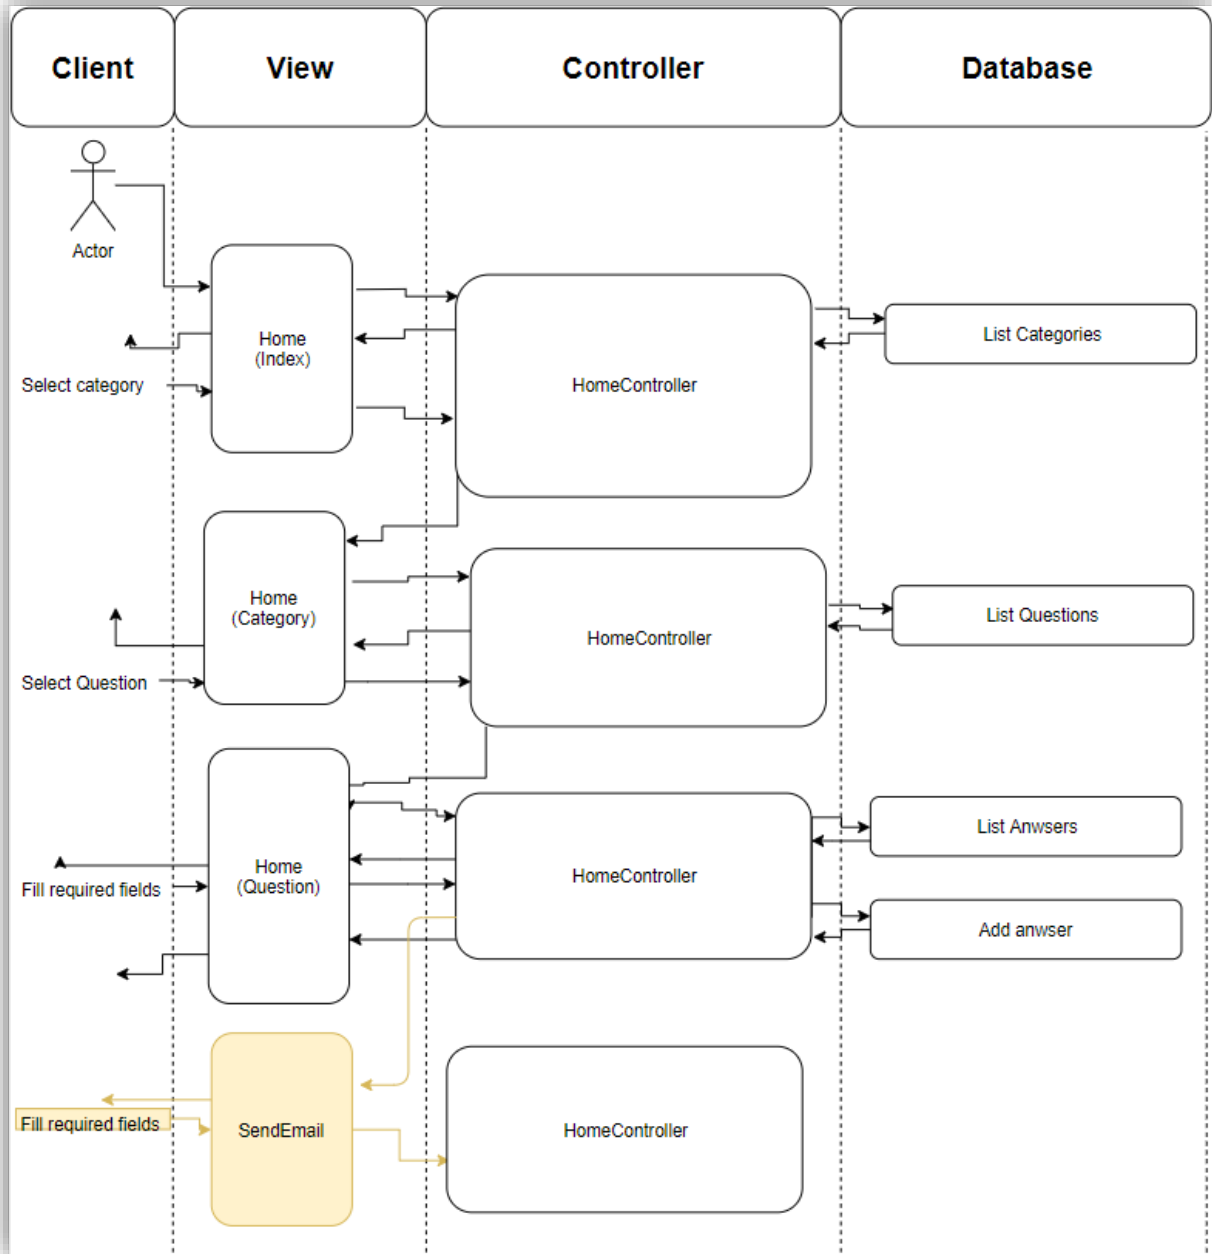 Client
View
Controller
Database
Actor
Home
(Index)
HomeController
List Categories
Select category
Home
(Category)
HomeController
List Questions
Select Question
Home
(Question)
HomeController
List Anwsers
Fill required fields
Add anwser
SendEmail
HomeController
Fill required fields